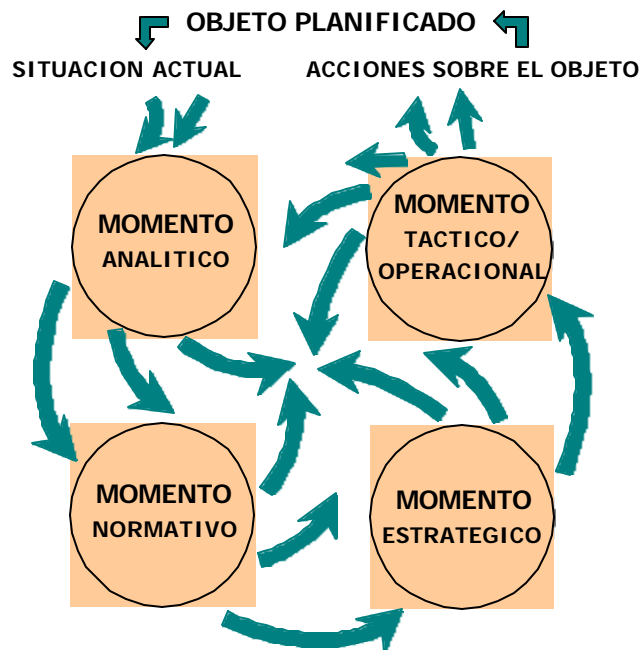 OBJETO PLANIFICADO
SITUACION ACTUAL
ACCIONES SOBRE EL OBJETO
MOMENTO
ANALITICO
MOMENTO
TACTICO/
OPERACIONAL
MOMENTO
NORMATIVO
MOMENTO
ESTRATEGICO